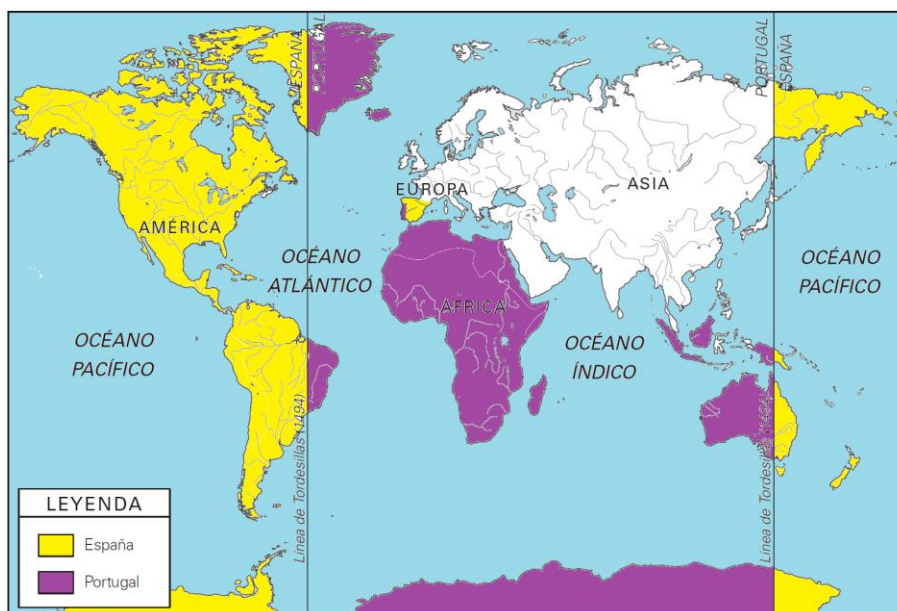 ESPAÑA
PORTUGAL
PORTUGAL
ESPAÑA
EUROPA
ASIA
AMÉRICA
OCÉANO
ATLÁNTICO
OCÉANO
PACÍFICO
ÁFRICA
OCÉANO
PACÍFICO
OCÉANO
ÍNDICO
Línea de Tordesillas (1494)
Línea de Tordesillas (1494)
LEYENDA
España
Portugal